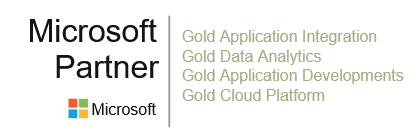 Microsoft
Partner
Microsoft
Gold Application Integration
Gold Data Analytics
Gold Application Developments
Gold Cloud Platform